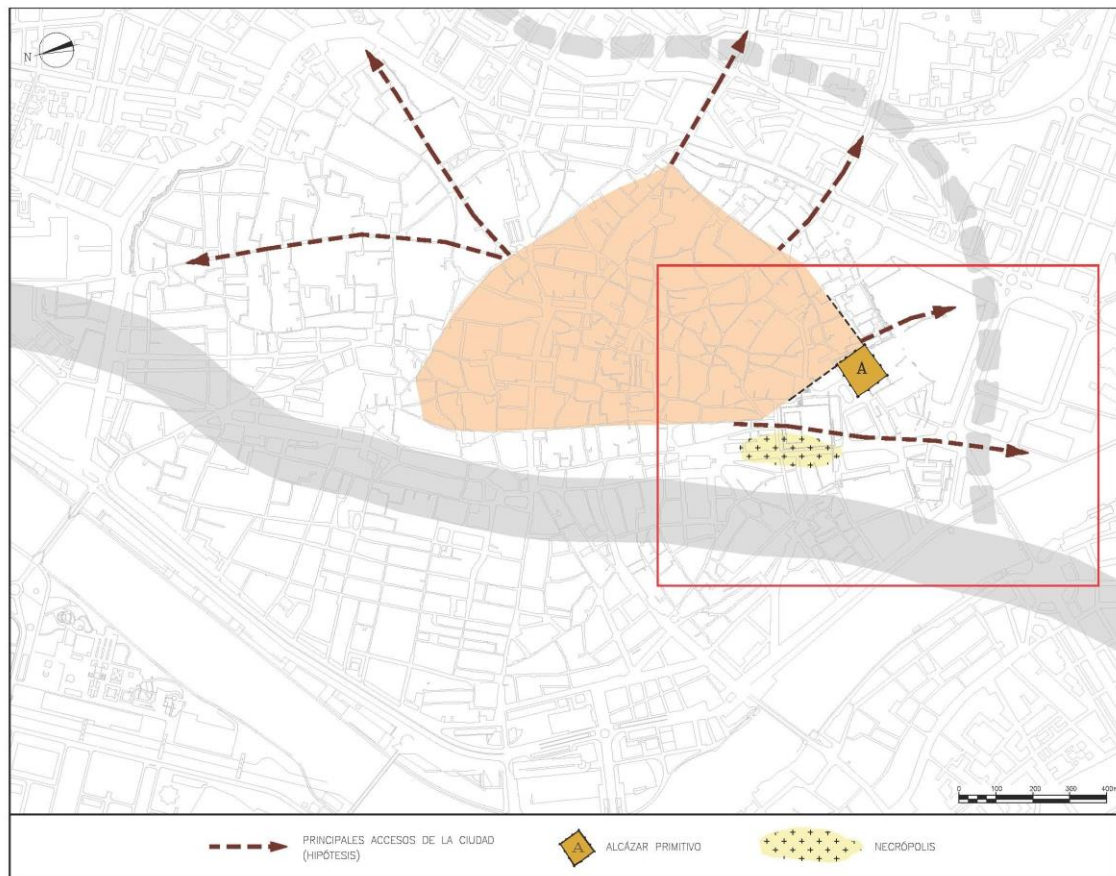 N
A
0 100 200 300 400m
PRINCIPALES ACCESOS DE LA CIUDAD
(HIPÓTESIS)
A
ALCÁZAR PRIMITIVO
NECRÓPOLIS